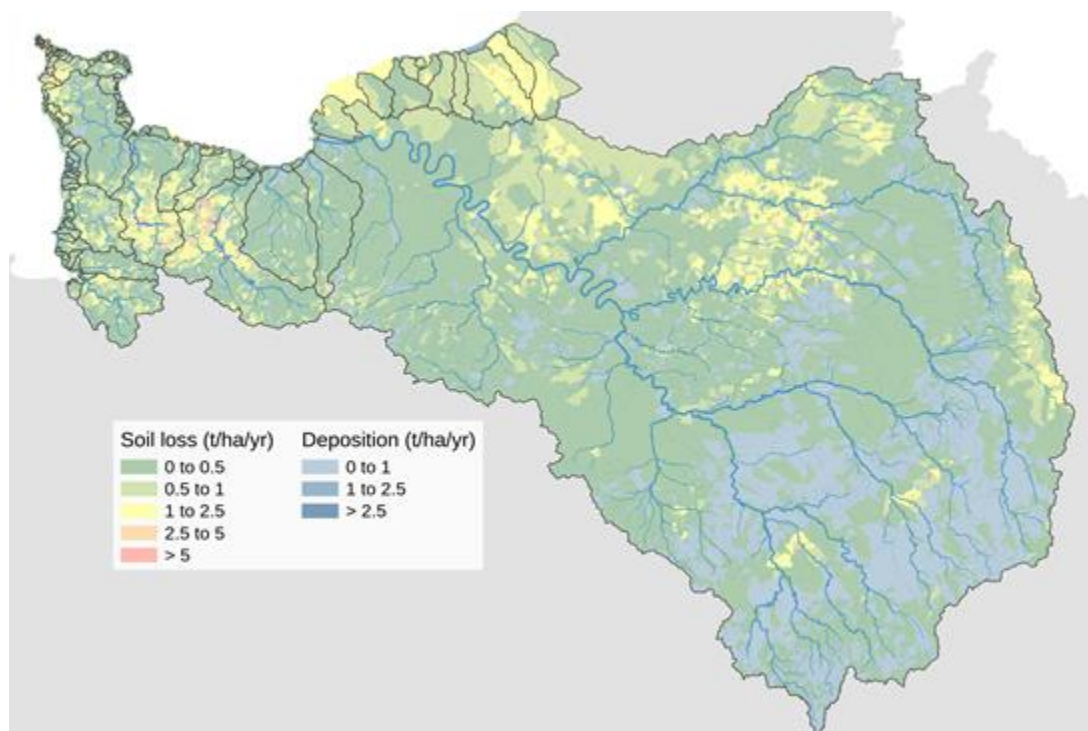 Soil loss (t/ha/yr)
0 to 0.5
0.5 to 1
1 to 2.5
2.5 to 5
> 5
Deposition (t/ha/yr)
0 to 1
1 to 2.5
> 2.5